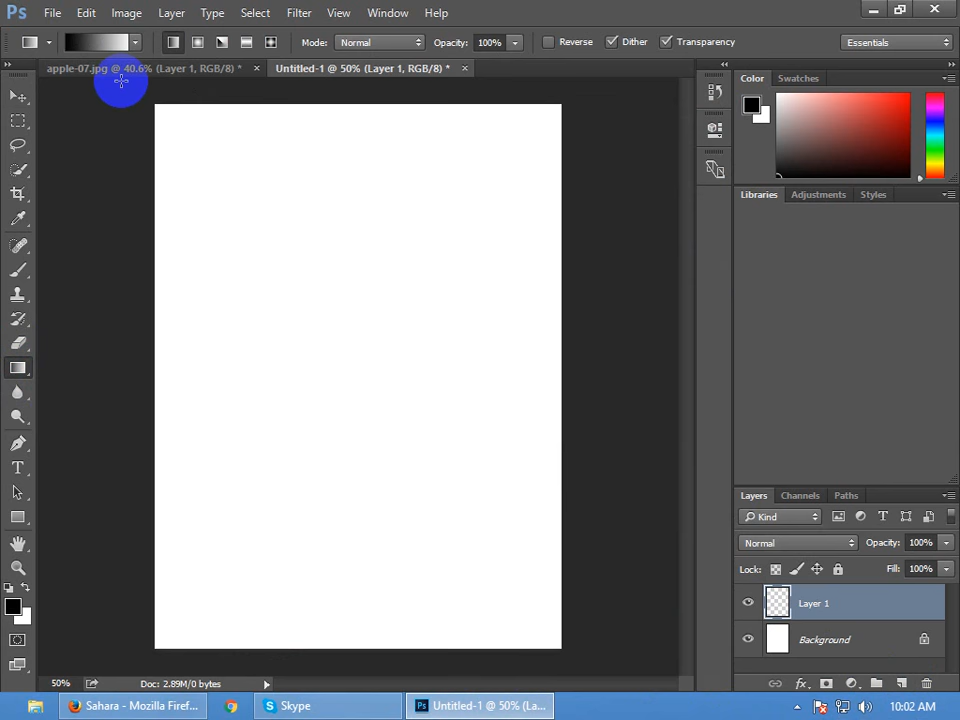 Ps File Edit Image Layer Type Select Filter 3D View Window Help
Mode: Normal Opacity: 100% Reverse Dither Transparency Essentials
apple-07.jpg @ 40.6% (Layer 1, RGB/8) * × Untitled-1 @ 50% (Layer 1, RGB/8) * ×
Color Swatches
Libraries Adjustments Styles
Layers Channels Paths
Kind
Normal Opacity: 100%
Lock: Fill: 100%
Layer 1
Background
fx
50% Doc: 2.89M/0 bytes
Sahara - Mozilla Firef... Skype Ps Untitled-1 @ 50% (La... 10:02 AM